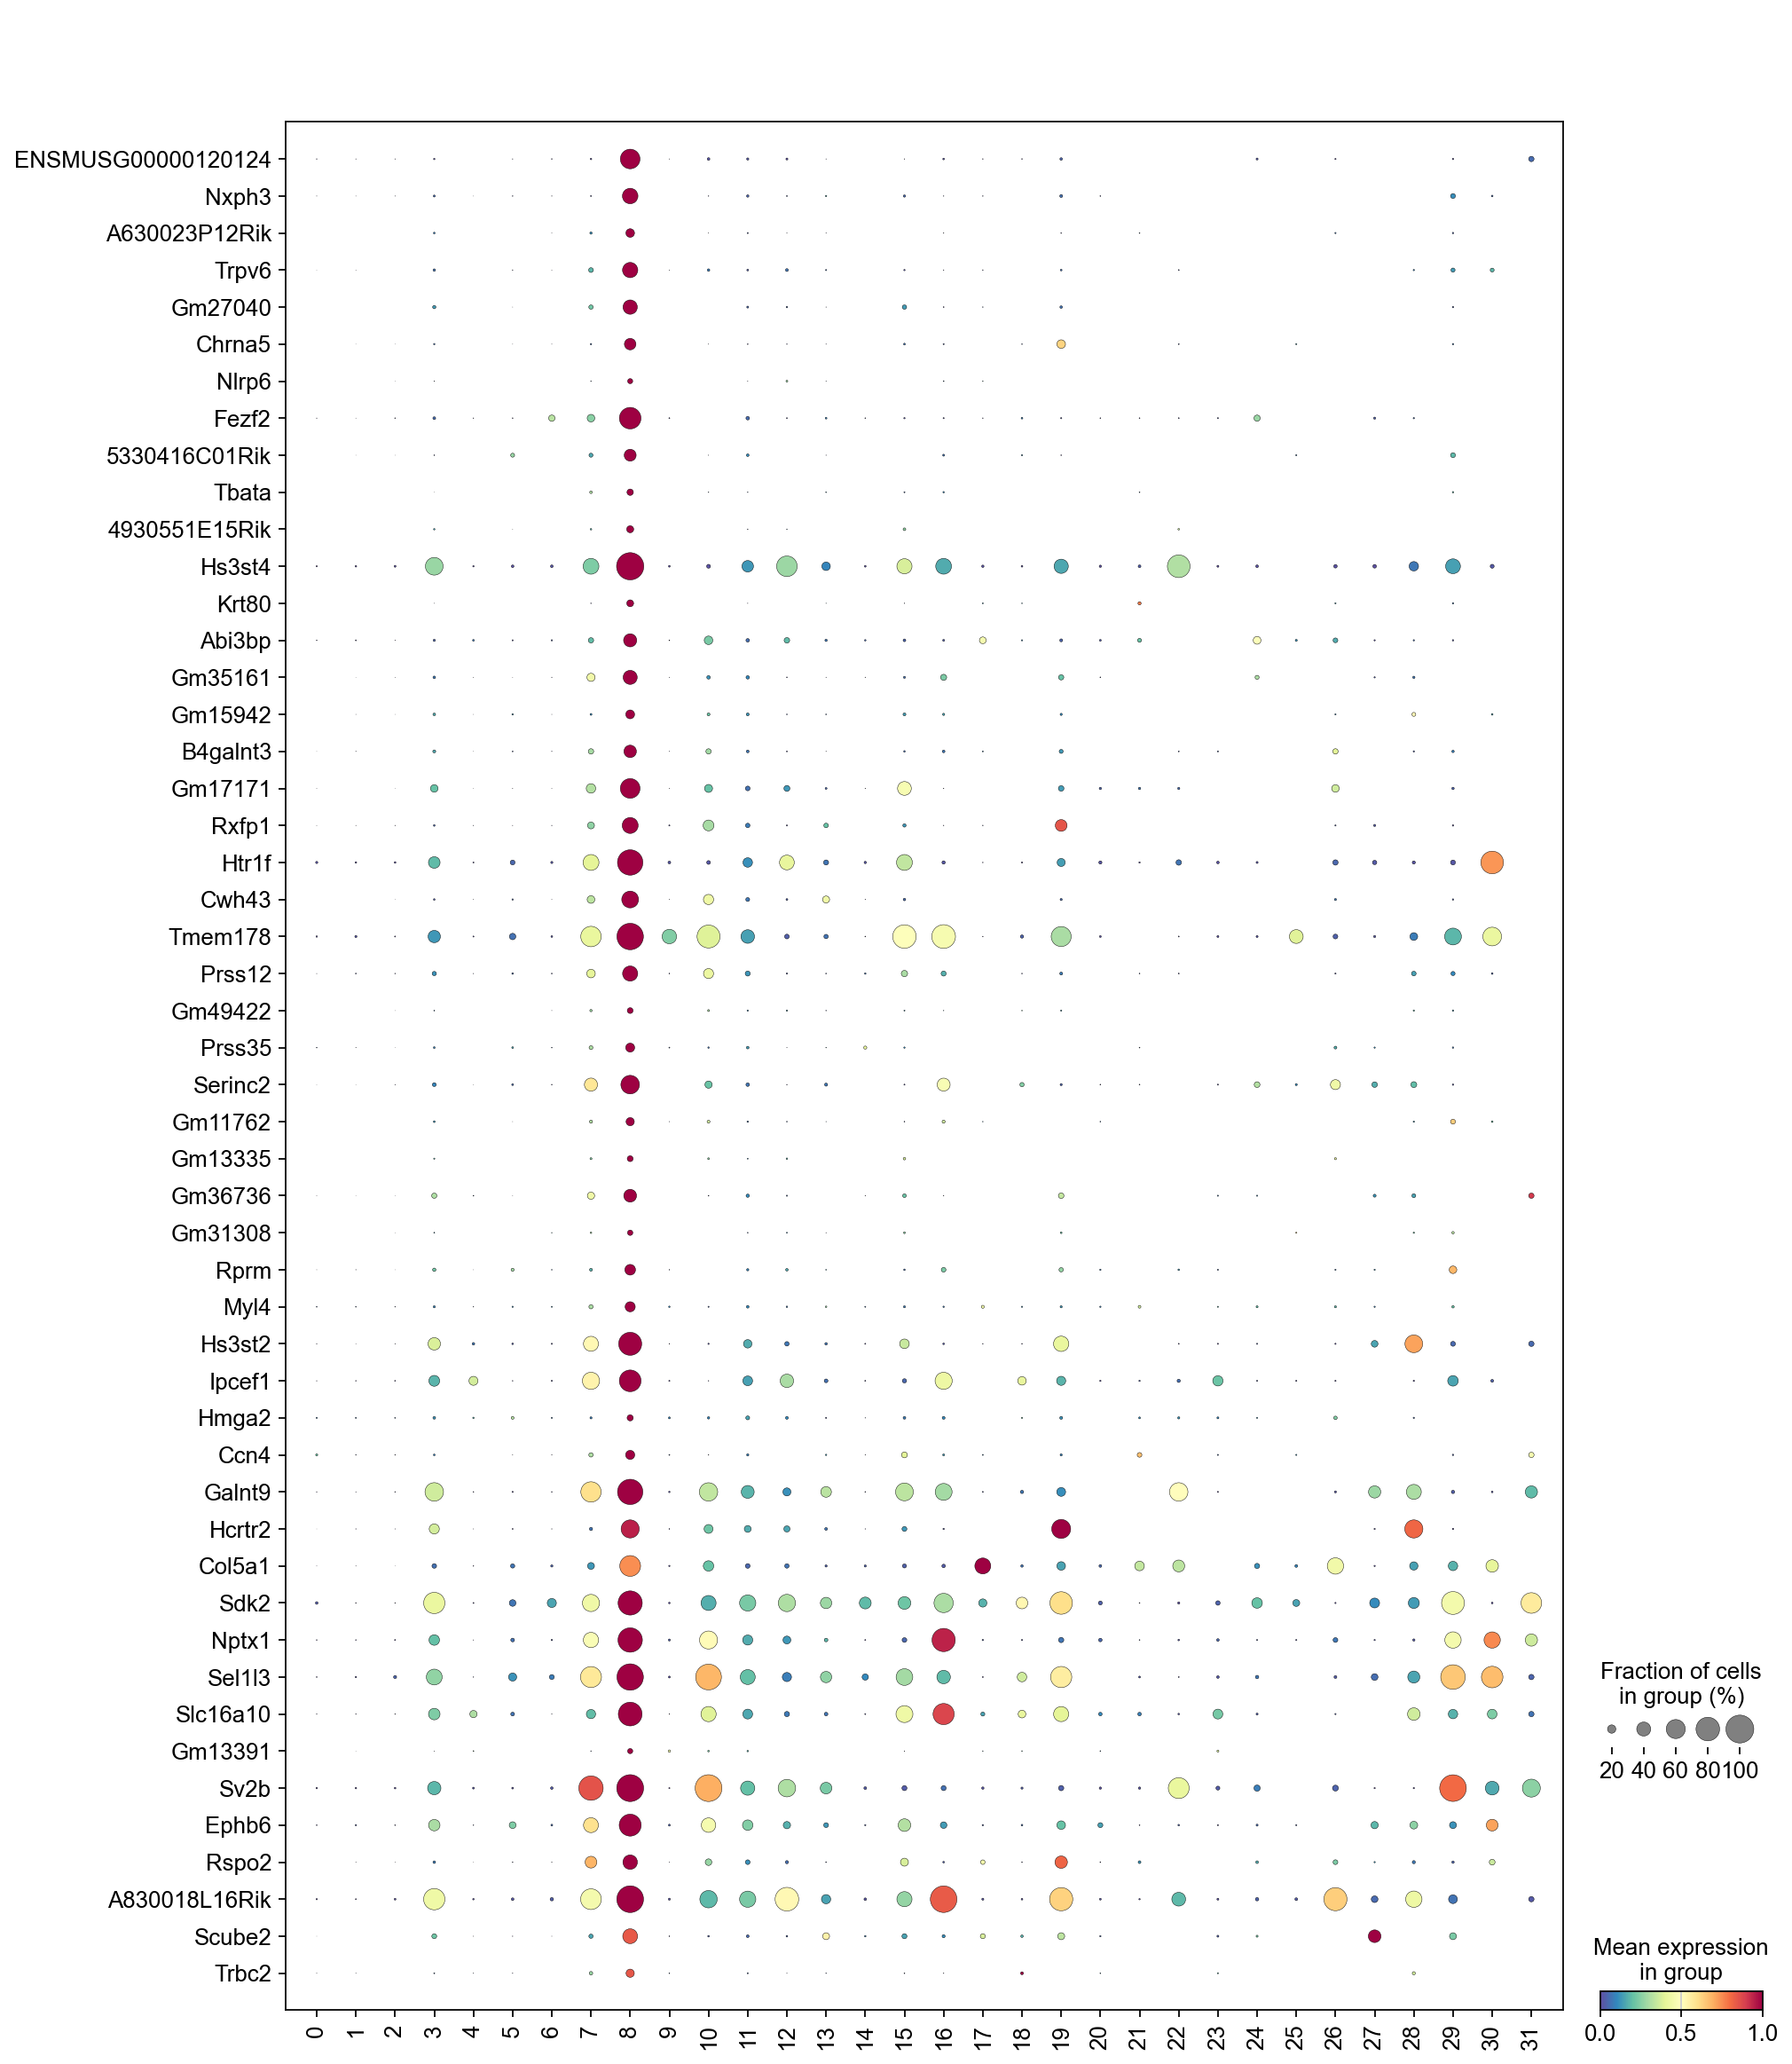 ENSMUSG00000120124
Nxph3
A630023P12Rik
Trpv6
Gm27040
Chrna5
Nlrp6
Fezf2
5330416C01Rik
Tbata
4930551E15Rik
Hs3st4
Krt80
Abi3bp
Gm35161
Gm15942
B4galnt3
Gm17171
Rxfp1
Htr1f
Cwh43
Tmem178
Prss12
Gm49422
Prss35
Serinc2
Gm11762
Gm13335
Gm36736
Gm31308
Rprm
Myl4
Hs3st2
Ipcef1
Hmga2
Ccn4
Galnt9
Hcrtr2
Col5a1
Sdk2
Nptx1
Sel1l3
Slc16a10
Gm13391
Sv2b
Ephb6
Rspo2
A830018L16Rik
Scube2
Trbc2
0 1 2 3 4 5 6 7 8 9 10 11 12 13 14 15 16 17 18 19 20 21 22 23 24 25 26 27 28 29 30 31
Fraction of cells
in group (%)
20 40 60 80 100
Mean expression
in group
0.0 0.5 1.0